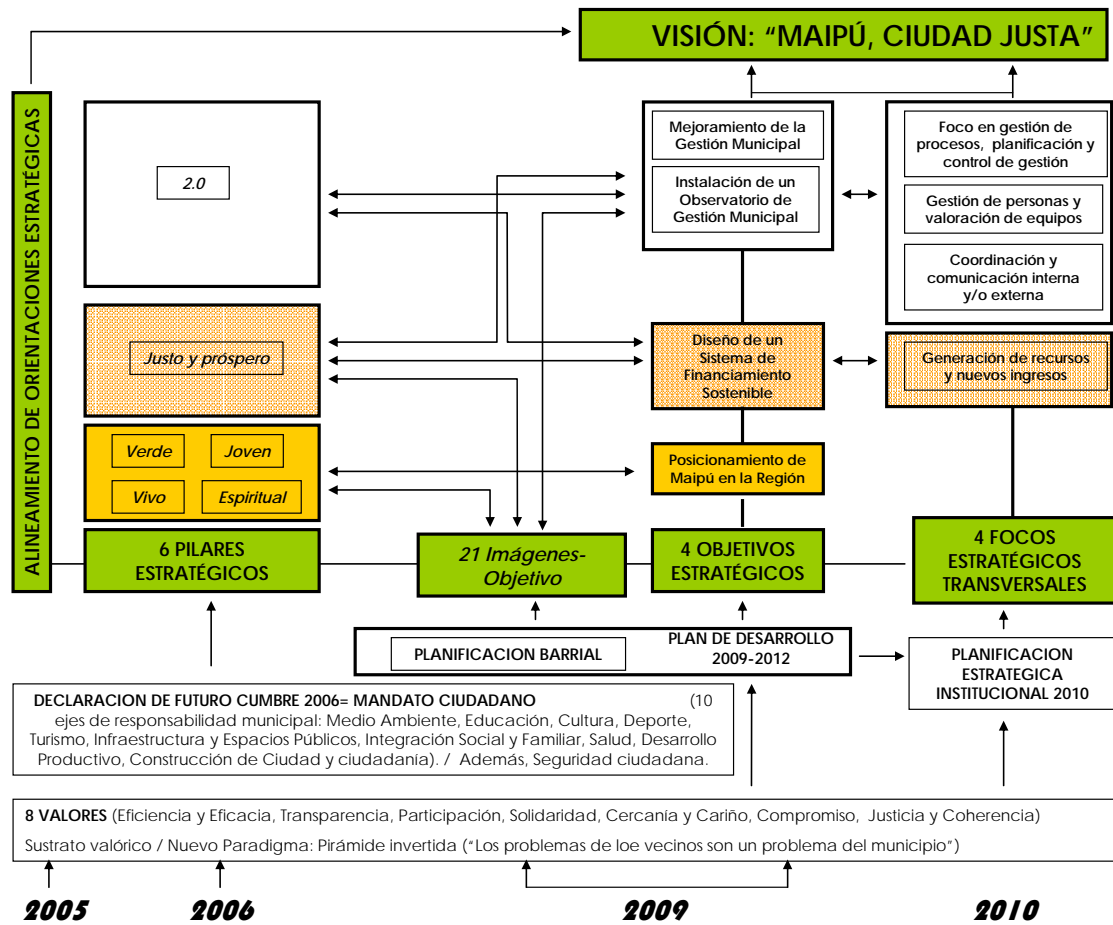 VISIÓN: “MAIPÚ, CIUDAD JUSTA”
ALINEAMIENTO DE ORIENTACIONES ESTRATÉGICAS
2.0
Mejoramiento de la
Gestión Municipal
Instalación de un
Observatorio de
Gestión Municipal
Foco en gestión de
procesos, planificación y
control de gestión
Gestión de personas y
valoración de equipos
Coordinación y
comunicación interna
y/o externa
Justo y próspero
Diseño de un
Sistema de
Financiamiento
Sostenible
Generación de recursos
y nuevos ingresos
Verde
Joven
Vivo
Espiritual
Posicionamiento de
Maipú en la Región
6 PILARES
ESTRATÉGICOS
21 Imágenes-
Objetivo
4 OBJETIVOS
ESTRATÉGICOS
4 FOCOS
ESTRATÉGICOS
TRANSVERSALES
PLANIFICACION BARRIAL
PLAN DE DESARROLLO
2009-2012
PLANIFICACION
ESTRATEGICA
INSTITUCIONAL 2010
DECLARACION DE FUTURO CUMBRE 2006= MANDATO CIUDADANO (10
ejes de responsabilidad municipal: Medio Ambiente, Educación, Cultura, Deporte,
Turismo, Infraestructura y Espacios Públicos, Integración Social y Familiar, Salud, Desarrollo
Productivo, Construcción de Ciudad y ciudadanía). / Además, Seguridad ciudadana.
8 VALORES (Eficiencia y Eficacia, Transparencia, Participación, Solidaridad, Cercanía y Cariño, Compromiso, Justicia y Coherencia)
Sustrato valórico / Nuevo Paradigma: Pirámide invertida (“Los problemas de loe vecinos son un problema del municipio”)
2005
2006
2009
2010